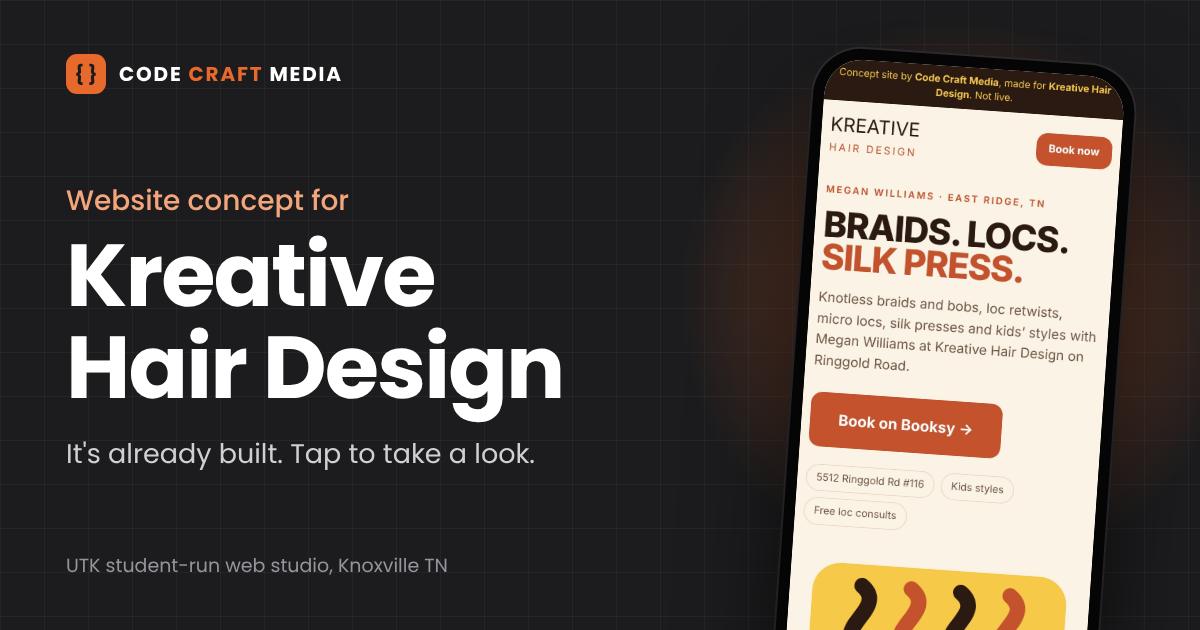 { } CODE CRAFT MEDIA
Website concept for
Kreative
Hair Design
It's already built. Tap to take a look.
UTK student-run web studio, Knoxville TN
Concept site by Code Craft Media, made for Kreative Hair
Design. Not live.
KREATIVE
HAIR DESIGN
Book now
MEGAN WILLIAMS · EAST RIDGE, TN
BRAIDS. LOCS.
SILK PRESS.
Knotless braids and bobs, loc retwists,
micro locs, silk presses and kids’ styles with
Megan Williams at Kreative Hair Design on
Ringgold Road.
Book on Booksy →
5512 Ringgold Rd #116
Kids styles
Free loc consults